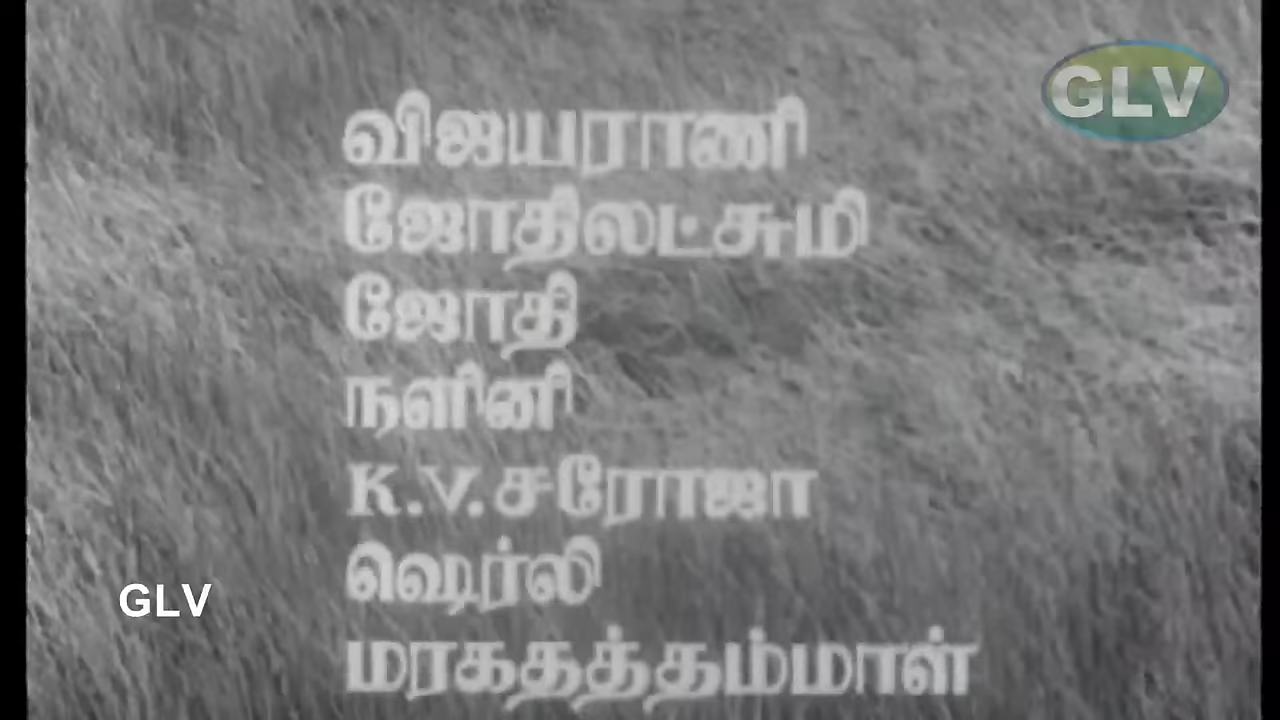 GLV
விஜயராணி
ஜோதிலட்சுமி
ஜோதி
நளினி
K.V.சரோஜா
ஷெர்லி
GLV
மரகதத்தம்மாள்